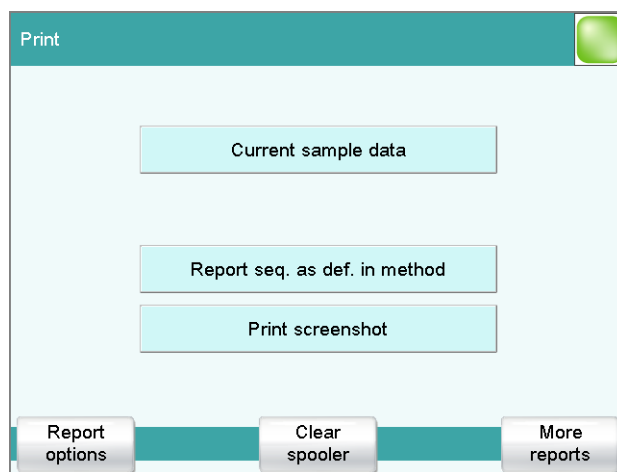 Print
Current sample data
Report seq. as def. in method
Print screenshot
Report
options
Clear
spooler
More
reports